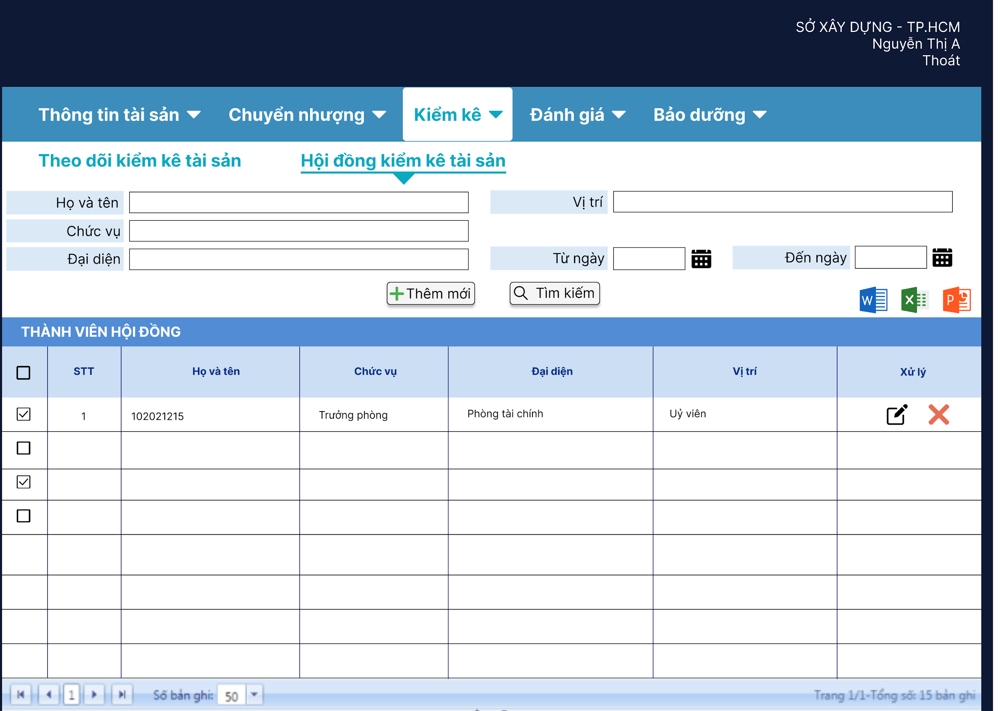 SỞ XÂY DỰNG - TP.HCM
Nguyễn Thị A
Thoát
Thông tin tài sản Chuyển nhượng Kiểm kê Đánh giá Bảo dưỡng
Theo dõi kiểm kê tài sản Hội đồng kiểm kê tài sản
Họ và tên Vị trí
Chức vụ
Đại diện Từ ngày Đến ngày
Thêm mới Tìm kiếm
W X P
THÀNH VIÊN HỘI ĐỒNG
STT Họ và tên Chức vụ Đại diện Vị trí Xử lý
1 102021215 Trưởng phòng Phòng tài chính Uỷ viên
1 Số bản ghi: 50 Trang 1/1-Tổng số: 15 bản ghi